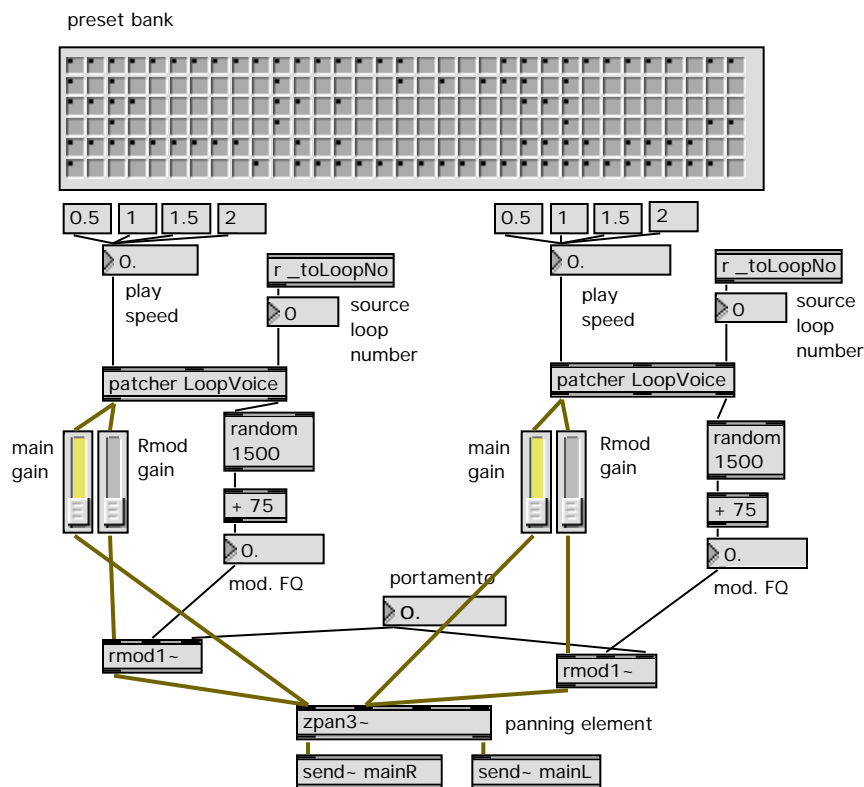 preset bank
0.5 1 1.5 2
0.5 1 1.5 2
0.
r _toLoopNo
0.
r _toLoopNo
play
speed
0
source
loop
number
play
speed
0
source
loop
number
patcher LoopVoice
patcher LoopVoice
main
gain
Rmod
gain
random
1500
main
gain
Rmod
gain
random
1500
+ 75
+ 75
0.
0.
mod. FQ
portamento
mod. FQ
0.
rmod1~
rmod1~
zpan3~
panning element
send~ mainR
send~ mainL